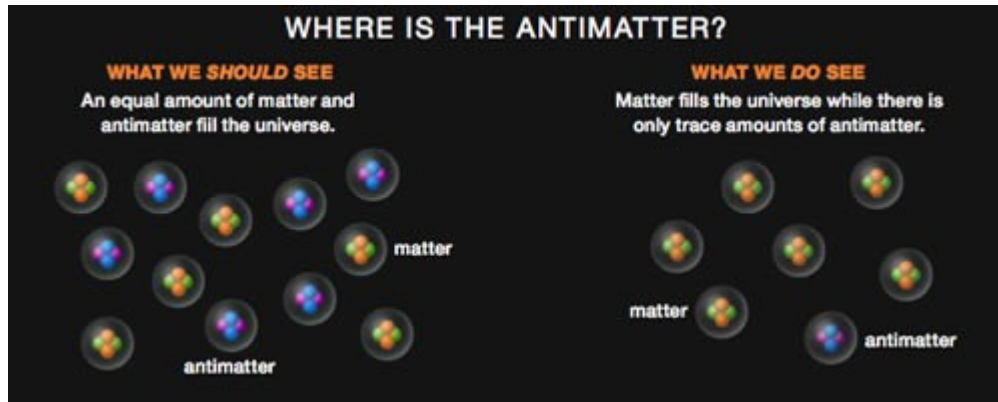 WHERE IS THE ANTIMATTER?
WHAT WE SHOULD SEE
An equal amount of matter and
antimatter fiill the universe.
matter
antimatter
WHAT WE DO SEE
Matter fills the universe while there is
only trace amounts of antimatter.
matter
antimatter